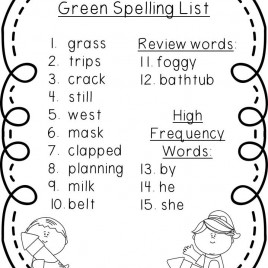 Green Spelling List
1. grass
2. trips
3. crack
4. still
5. west
6. mask
7. clapped
8. planning
9. milk
10. belt
Review words:
11. foggy
12. bathtub
High
Frequency
Words:
13. by
14. he
15. she